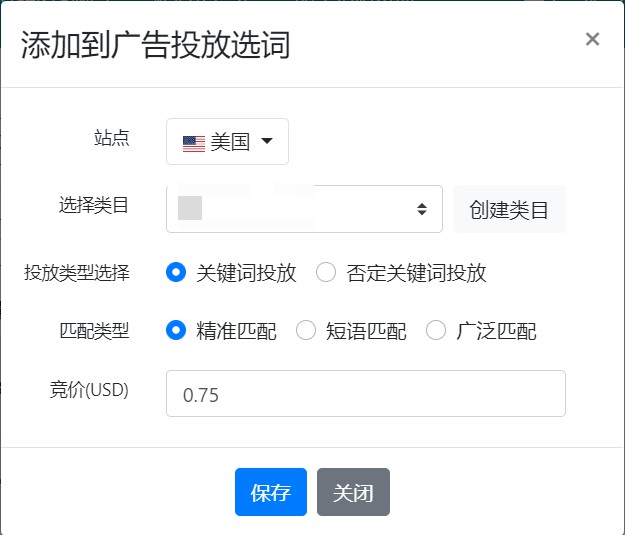 添加到广告投放选词
×
站点
美国
选择类目
创建类目
投放类型选择
关键词投放 否定关键词投放
匹配类型
精准匹配 短语匹配 广泛匹配
竞价(USD)
0.75
保存 关闭